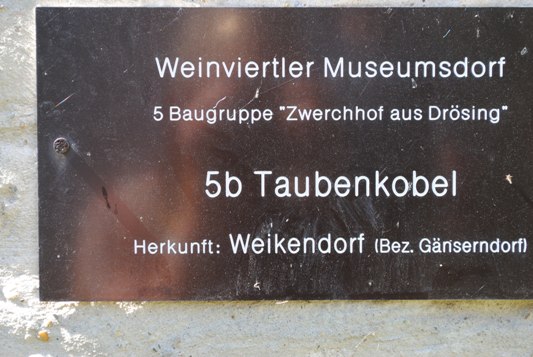 Weinviertler Museumsdorf
5 Baugruppe "Zwerchhof aus Drösing"
5b Taubenkobel
Herkunft: Weikendorf (Bez. Gänserndorf)